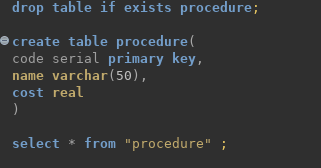 drop table if exists procedure;
create table procedure(
code serial primary key,
name varchar(50),
cost real
)
select * from "procedure" ;